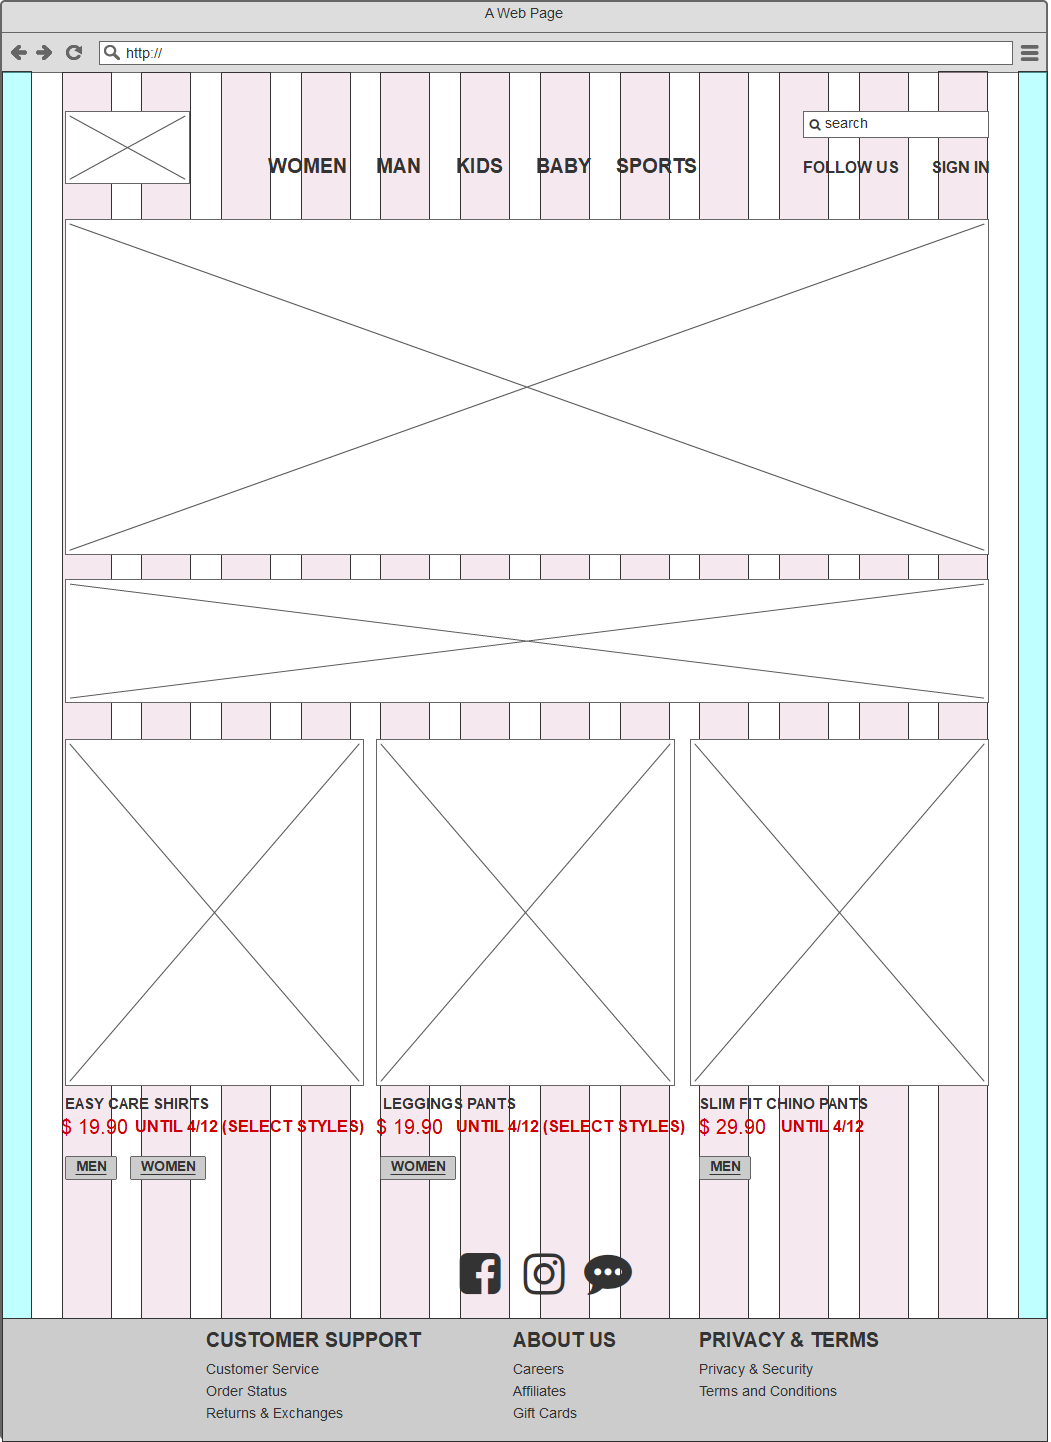 A Web Page
http://
search
WOMEN MAN KIDS BABY SPORTS
FOLLOW US SIGN IN
EASY CARE SHIRTS
$ 19.90 UNTIL 4/12 (SELECT STYLES)
MEN WOMEN
LEGGINGS PANTS
$ 19.90 UNTIL 4/12 (SELECT STYLES)
WOMEN
SLIM FIT CHINO PANTS
$ 29.90 UNTIL 4/12
MEN
CUSTOMER SUPPORT
Customer Service
Order Status
Returns & Exchanges
ABOUT US
Careers
Affiliates
Gift Cards
PRIVACY & TERMS
Privacy & Security
Terms and Conditions